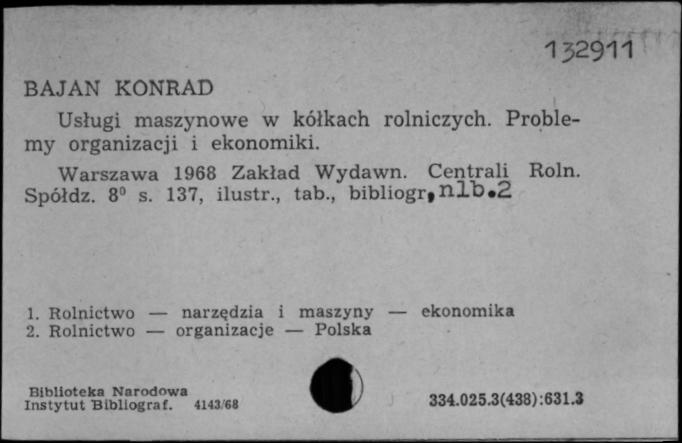 132911
BAJAN KONRAD
Usługi maszynowe w kółkach rolniczych. Proble-
my organizacji i ekonomiki.
Warszawa 1968 Zakład Wydawn. Centrali Roln.
Spółdz. 8⁰ s. 137, ilustr., tab., bibliogr, nlb.2
1. Rolnictwo — narzędzia i maszyny — ekonomika
2. Rolnictwo — organizacje — Polska
Biblioteka Narodowa
Instytut Bibliograf. 4143/68
334.025.3(438):631.3